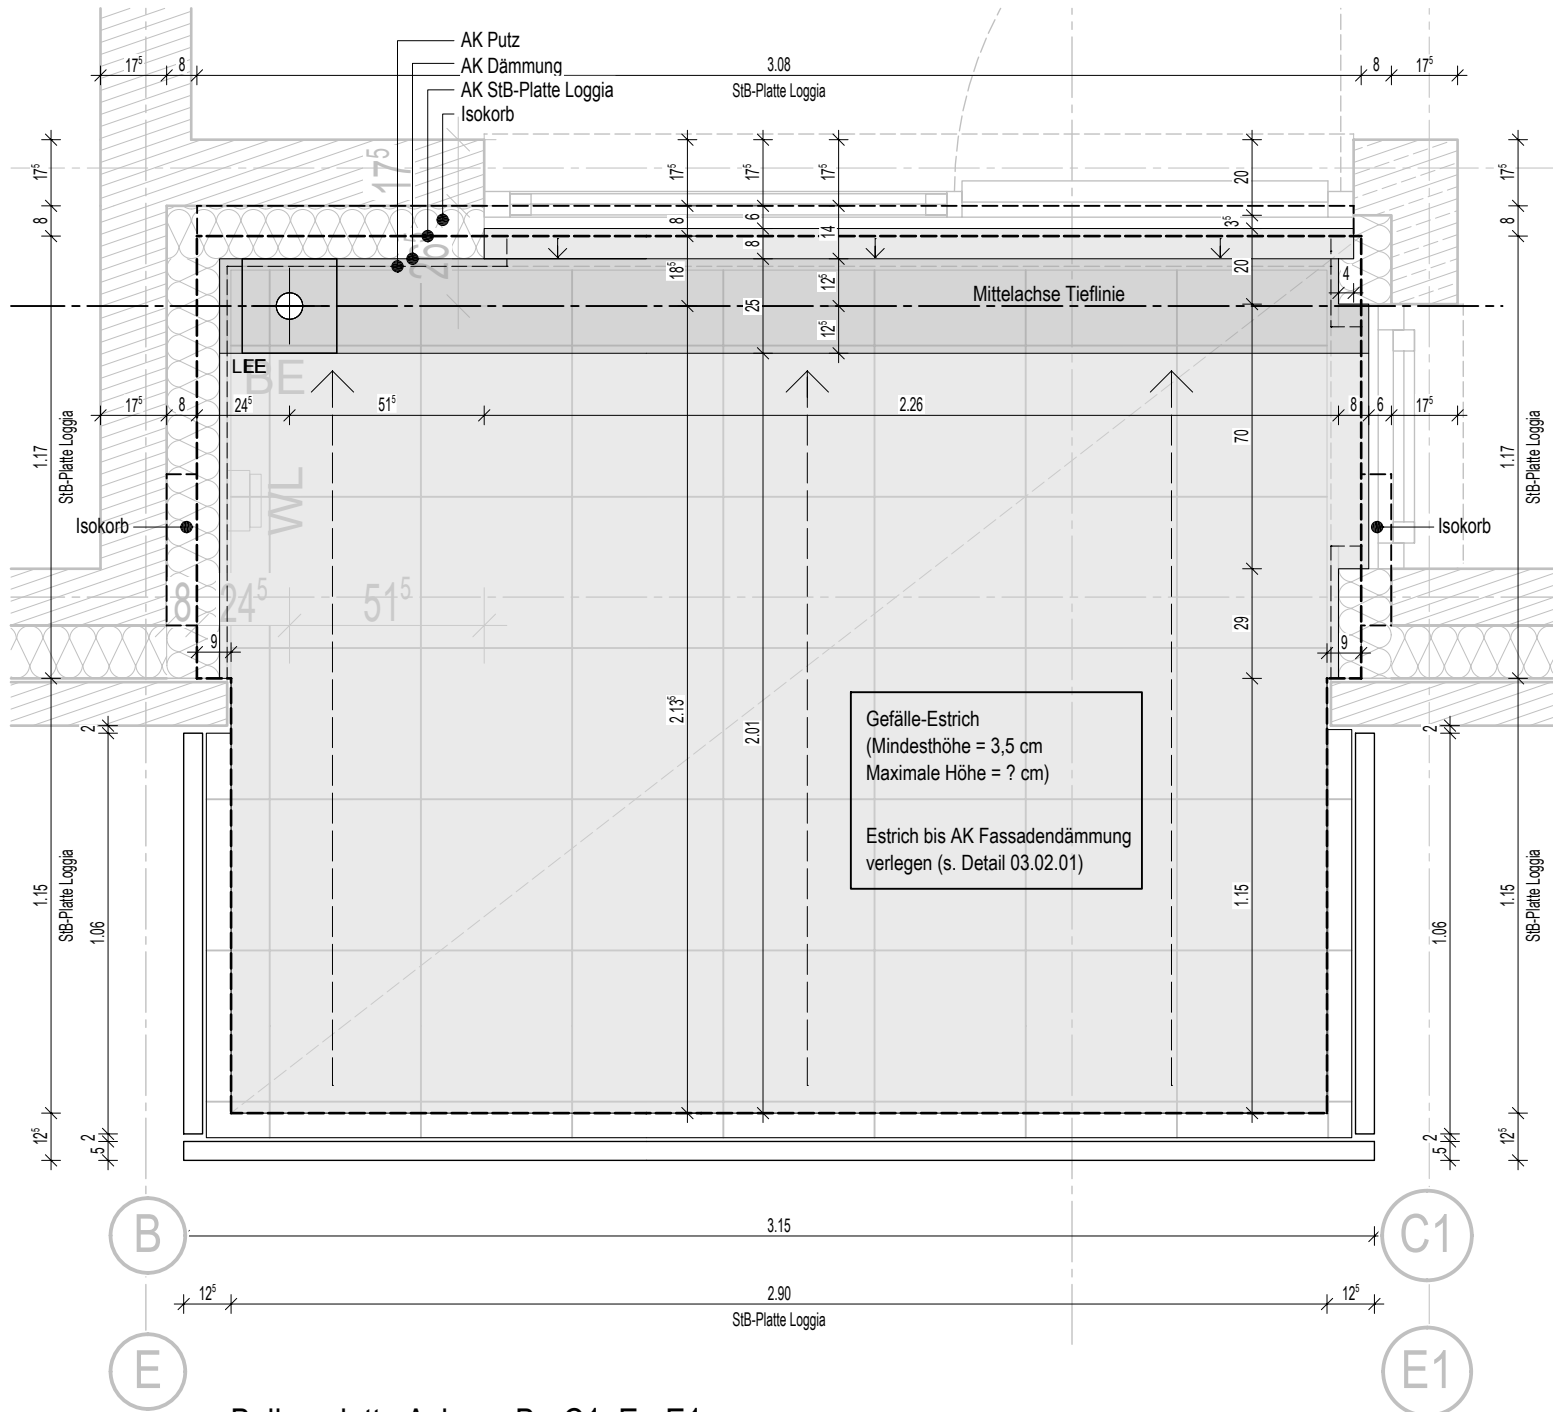 AK Putz
AK Dämmung
AK StB-Platte Loggia
Isokorb
17⁵ 8 3.08 8 17⁵
StB-Platte Loggia
17⁵
8
1.17
StB-Platte Loggia
1.15
StB-Platte Loggia
12⁵
2
1.06
2
5
17⁵
26⁵
17⁵
8
18⁵
2.13⁵
17⁵
6
8
25
2.01
17⁵
14
12⁵
12⁵
20
3⁵
20
70
29
1.15
4
Mittelachse Tieflinie
LEE
BE
17⁵ 8 24⁵ 51⁵ 2.26 8 6 17⁵
WL
Isokorb
Isokorb
8 24⁵ 51⁵
9
9
Gefälle-Estrich
(Mindesthöhe = 3,5 cm
Maximale Höhe = ? cm)
Estrich bis AK Fassadendämmung
verlegen (s. Detail 03.02.01)
17⁵
8
1.17
StB-Platte Loggia
1.15
StB-Platte Loggia
12⁵
2
1.06
2
5
B
3.15
C1
12⁵ 2.90 12⁵
StB-Platte Loggia
E
E1